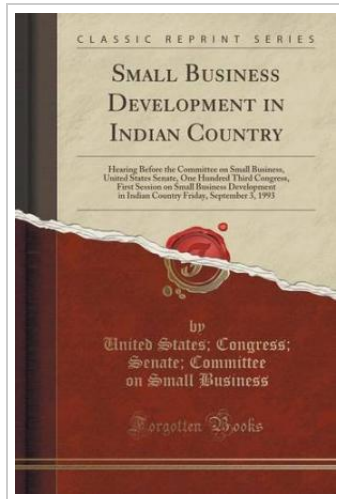 CLASSIC REPRINT SERIES
SMALL BUSINESS
DEVELOPMENT IN
INDIAN COUNTRY
Hearing Before the Committee on Small Business,
United States Senate, One Hundred Third Congress,
First Session on Small Business Development
in Indian Country Friday, September 3, 1993
by
United States; Congress;
Senate; Committee
on Small Business
Forgotten Books